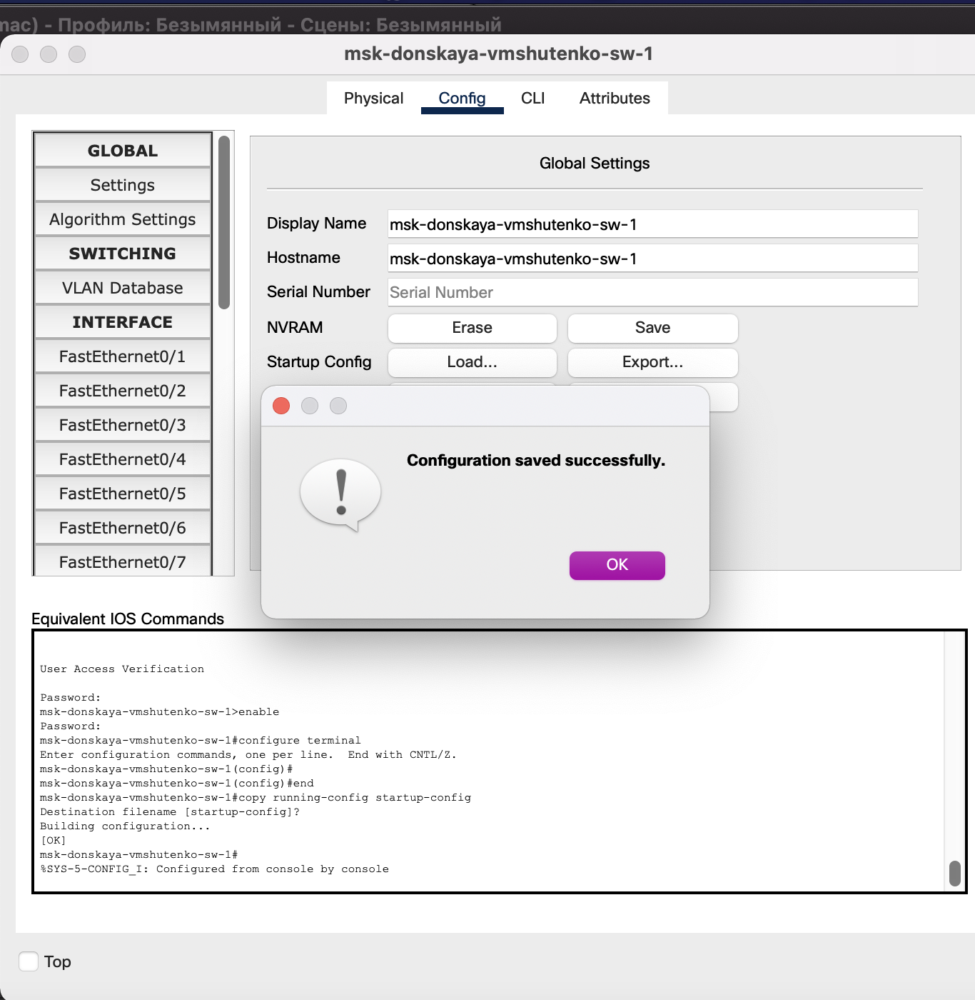 mac) - Профиль: Безымянный - Сцены: Безымянный
msk-donskaya-vmshutenko-sw-1
Physical Config CLI Attributes
GLOBAL
Settings
Algorithm Settings
SWITCHING
VLAN Database
INTERFACE
FastEthernet0/1
FastEthernet0/2
FastEthernet0/3
FastEthernet0/4
FastEthernet0/5
FastEthernet0/6
FastEthernet0/7
Global Settings
Display Name msk-donskaya-vmshutenko-sw-1
Hostname msk-donskaya-vmshutenko-sw-1
Serial Number Serial Number
NVRAM Erase Save
Startup Config Load... Export...
Configuration saved successfully.
OK
Equivalent IOS Commands
User Access Verification
Password:
msk-donskaya-vmshutenko-sw-1>enable
Password:
msk-donskaya-vmshutenko-sw-1#configure terminal
Enter configuration commands, one per line.  End with CNTL/Z.
msk-donskaya-vmshutenko-sw-1(config)#
msk-donskaya-vmshutenko-sw-1(config)#end
msk-donskaya-vmshutenko-sw-1#copy running-config startup-config
Destination filename [startup-config]?
Building configuration...
[OK]
msk-donskaya-vmshutenko-sw-1#
%SYS-5-CONFIG_I: Configured from console by console
Top